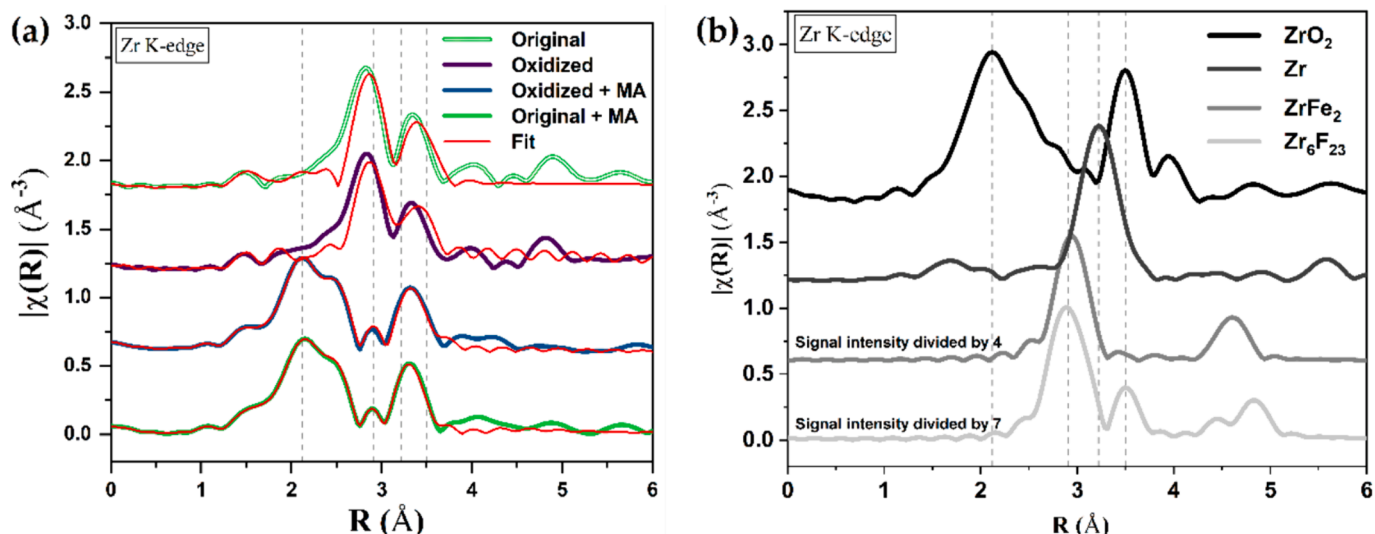 (a)
Zr K-edge
Original
Oxidized
Oxidized + MA
Original + MA
Fit
|χ(R)| (Å⁻³)
3.0
2.5
2.0
1.5
1.0
0.5
0.0
0 1 2 3 4 5 6
R (Å)
(b)
Zr K-edge
ZrO₂
Zr
ZrFe₂
Zr₆F₂₃
|χ(R)| (Å⁻³)
3.0
2.5
2.0
1.5
1.0
0.5
0.0
Signal intensity divided by 4
Signal intensity divided by 7
0 1 2 3 4 5 6
R (Å)